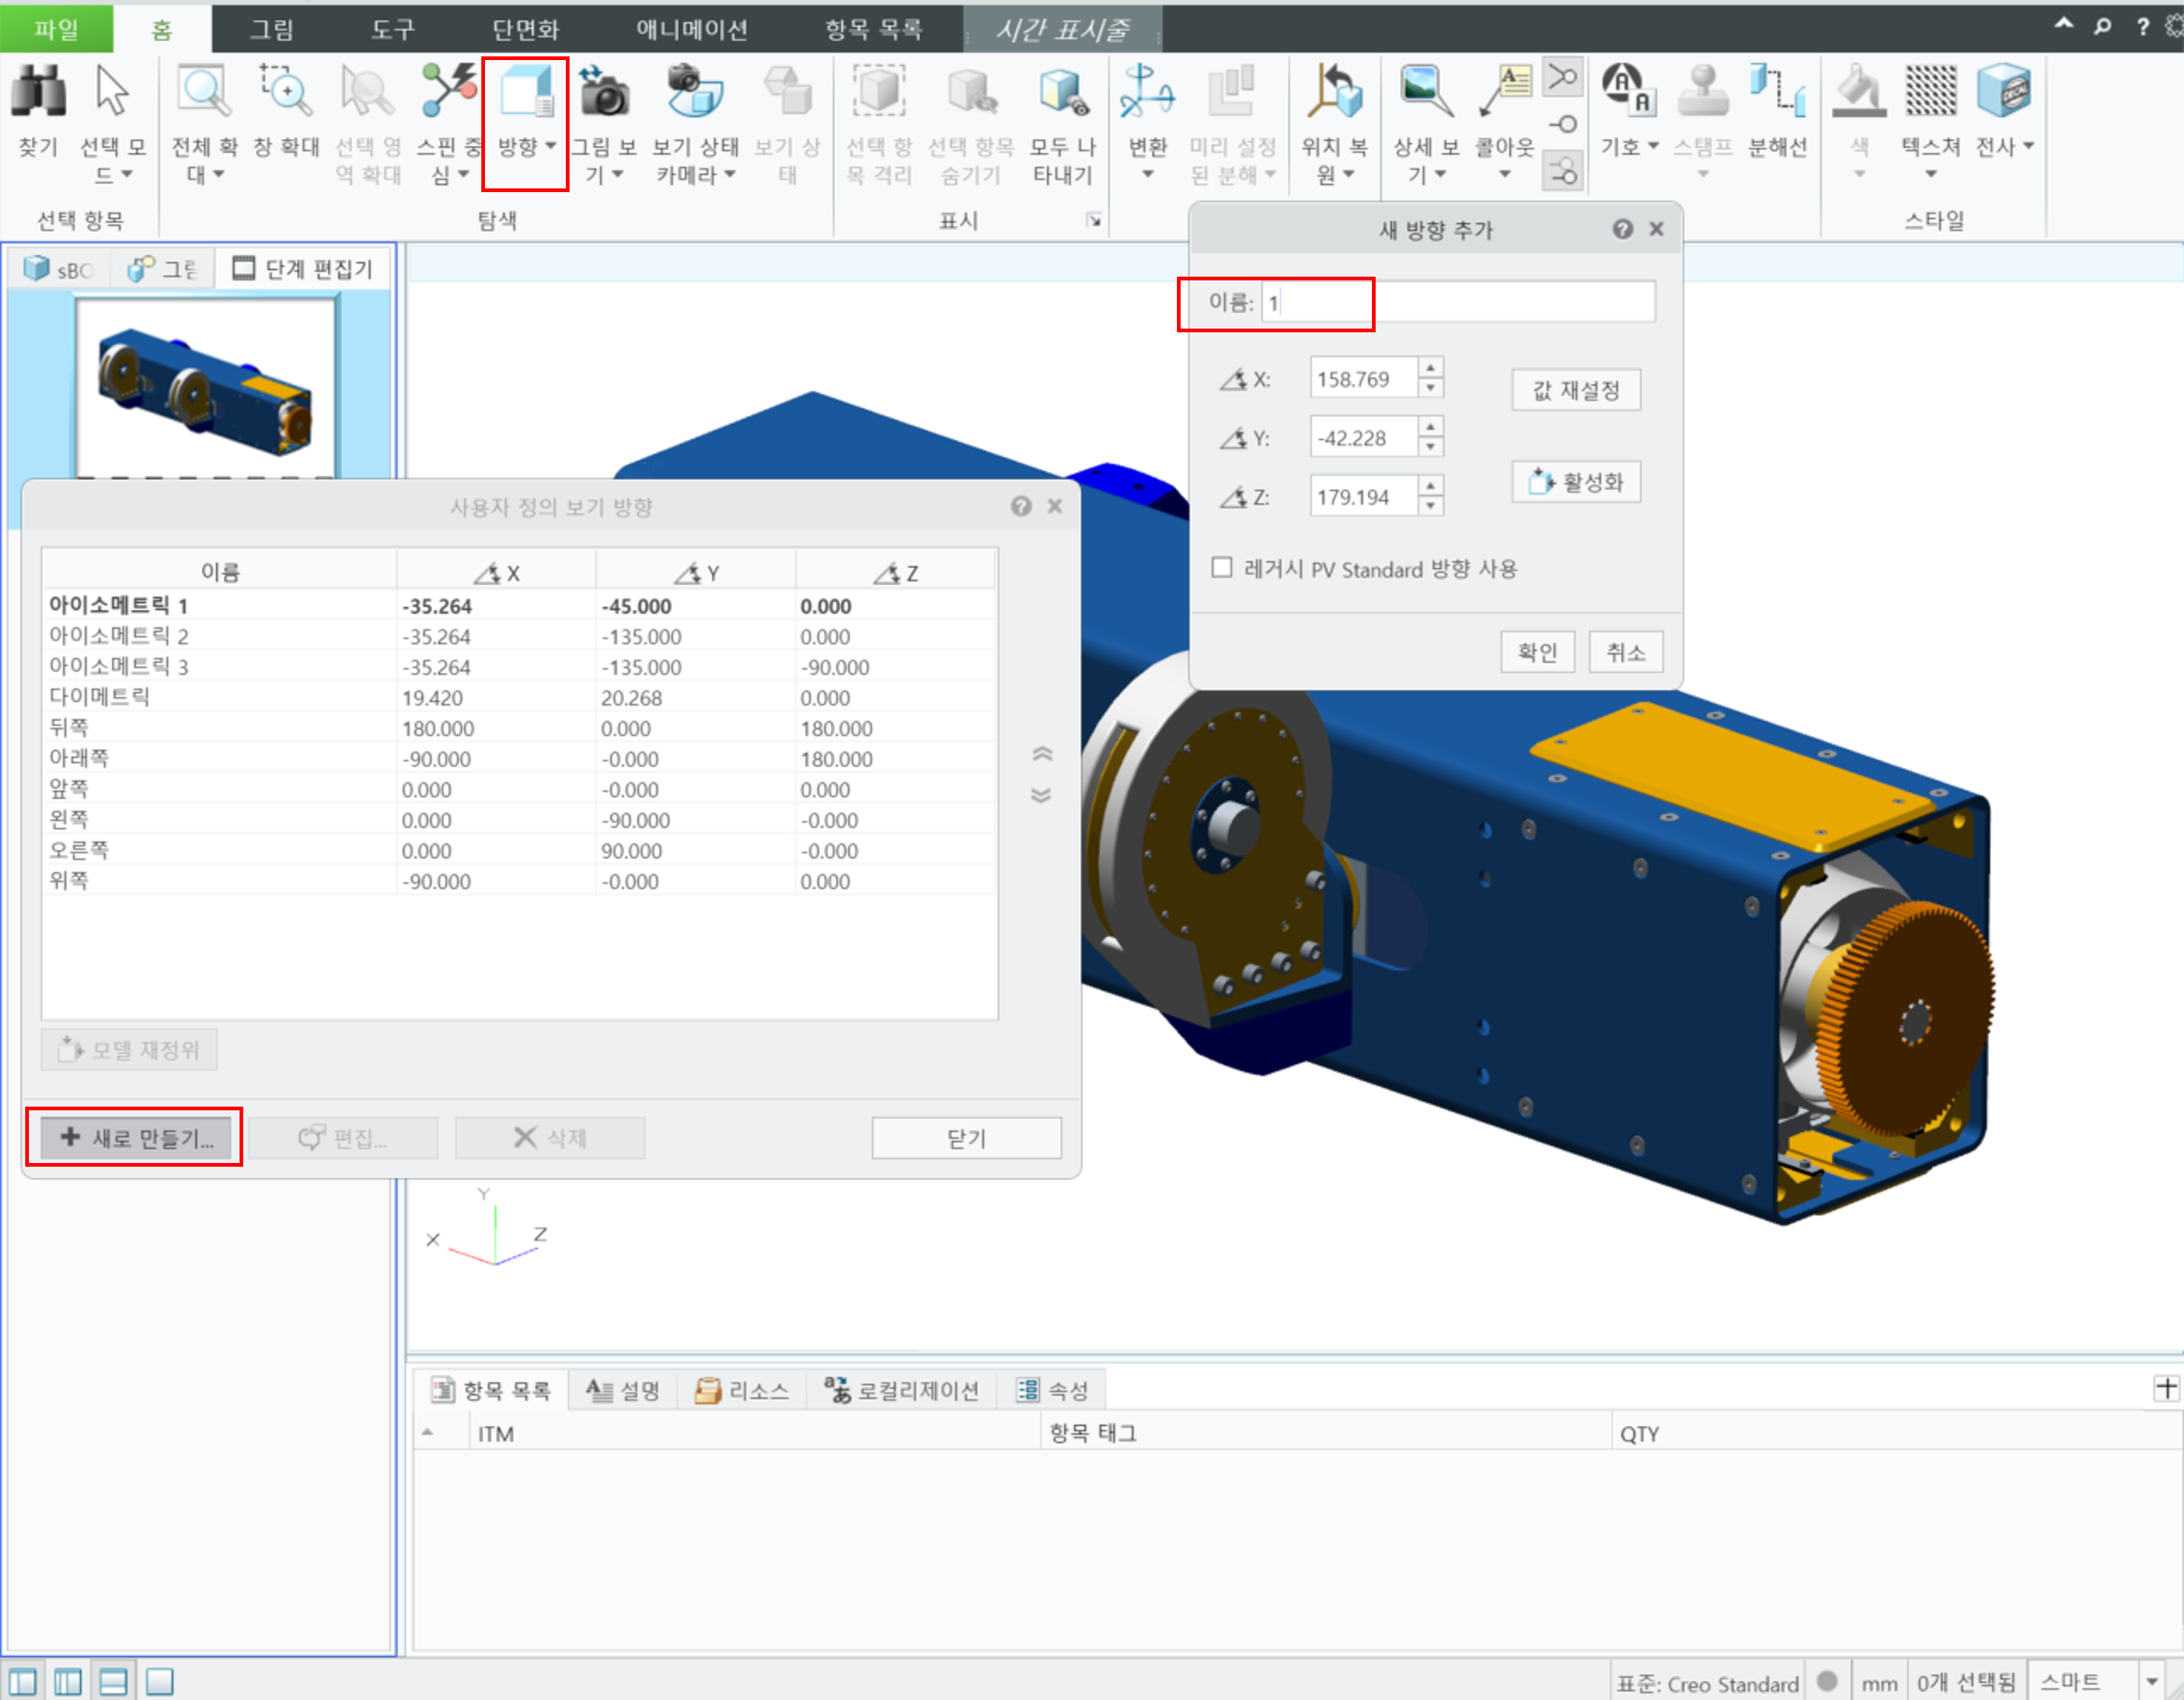 파일 홈 그림 도구 단면화 애니메이션 항목 목록 시간 표시줄
찾기 선택 모드 전체 확대 창 확대 선택 영역 확대 스핀 중심 방향 그림 보기 보기 상태 카메라 보기 상태 선택 항목 격리 선택 항목 숨기기 모두 나타내기 변환 미리 설정된 분해 위치 복원 상세 보기 콜아웃 기호 스탬프 분해선 색 텍스쳐 전사
선택 항목 탐색 표시 스타일
단계 편집기
새 방향 추가
이름: 1
X: 158.769 값 재설정
Y: -42.228
Z: 179.194 활성화
레거시 PV Standard 방향 사용
확인 취소
사용자 정의 보기 방향
이름 X Y Z
아이소메트릭 1 -35.264 -45.000 0.000
아이소메트릭 2 -35.264 -135.000 0.000
아이소메트릭 3 -35.264 -135.000 -90.000
다이메트릭 19.420 20.268 0.000
뒤쪽 180.000 0.000 180.000
아래쪽 -90.000 -0.000 180.000
앞쪽 0.000 -0.000 0.000
왼쪽 0.000 -90.000 -0.000
오른쪽 0.000 90.000 -0.000
위쪽 -90.000 -0.000 0.000
모델 재정위
새로 만들기... 편집... 삭제 닫기
Y
X Z
항목 목록 설명 리소스 로컬리제이션 속성
ITM 항목 태그 QTY
표준: Creo Standard mm 0개 선택됨 스마트